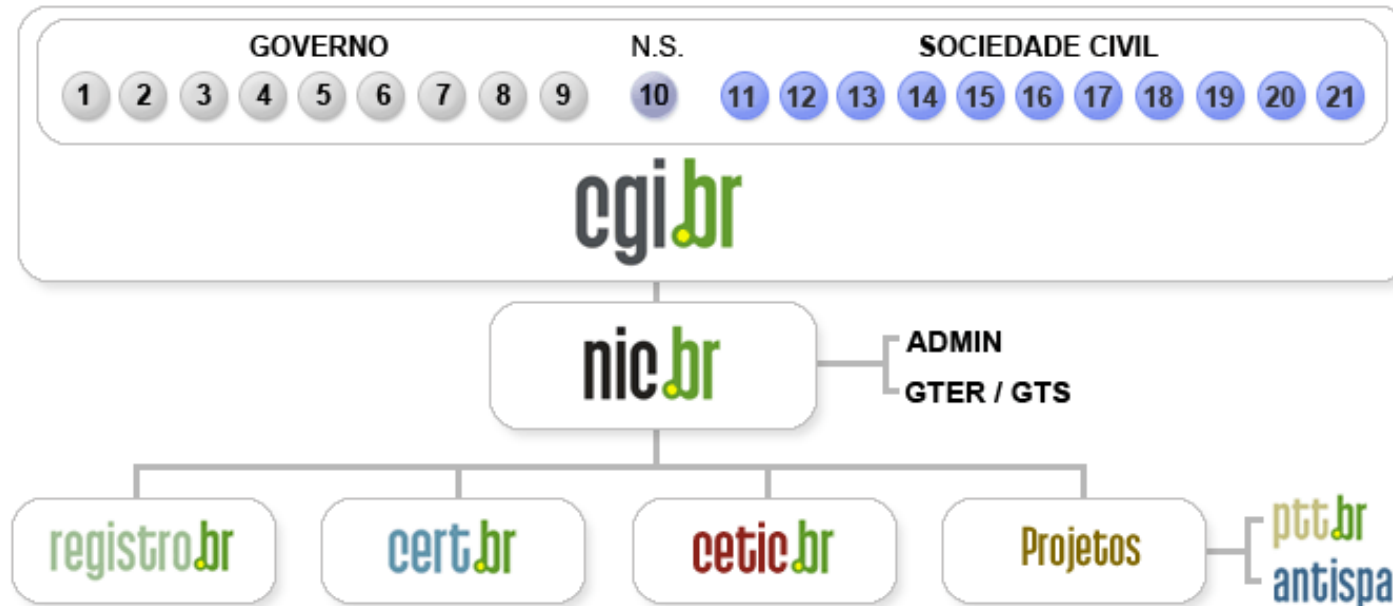 GOVERNO N.S. SOCIEDADE CIVIL
1 2 3 4 5 6 7 8 9 10 11 12 13 14 15 16 17 18 19 20 21
cgi.br
nic.br
ADMIN
GTER / GTS
registro.br cert.br cetic.br Projetos
ptt.br
antispa